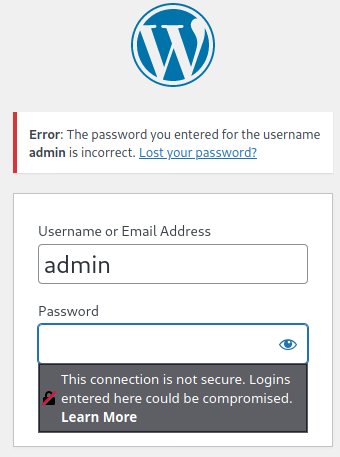 Error: The password you entered for the username
admin is incorrect. Lost your password?
Username or Email Address
admin
Password
This connection is not secure. Logins
entered here could be compromised.
Learn More